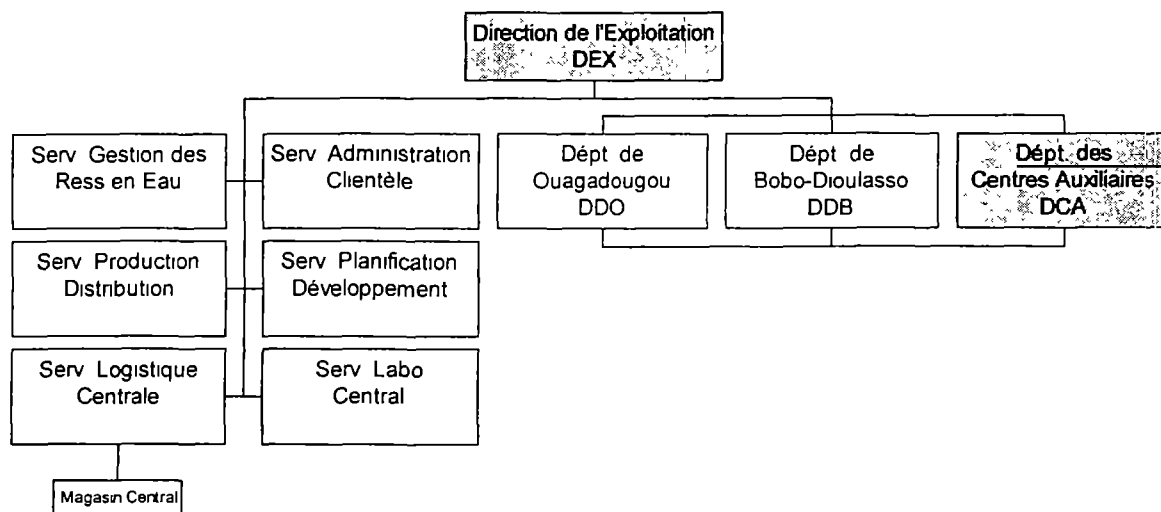 Direction de l'Exploitation
DEX
Serv Gestion des
Ress en Eau
Serv Administration
Clientèle
Dépt de
Ouagadougou
DDO
Dépt de
Bobo-Dioulasso
DDB
Dépt. des
Centres Auxiliaires
DCA
Serv Production
Distribution
Serv Planification
Développement
Serv Logistique
Centrale
Serv Labo
Central
Magasin Central